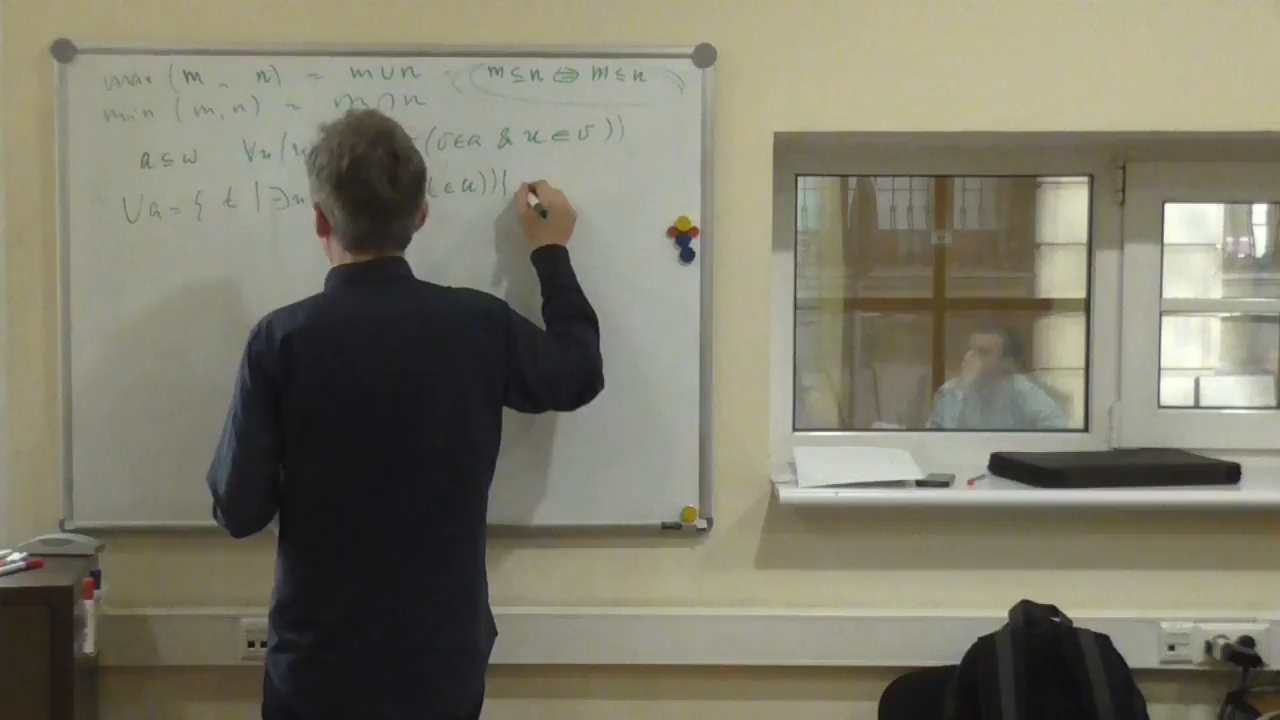 max (m, n) ~ m∪n ~ (m⊆n ⇔ m≤n)
min (m,n) ~ m∩n
a⊆ω ∀u(u (v∈a & u∈v))
∪a={ t | ∃u t∈u))}